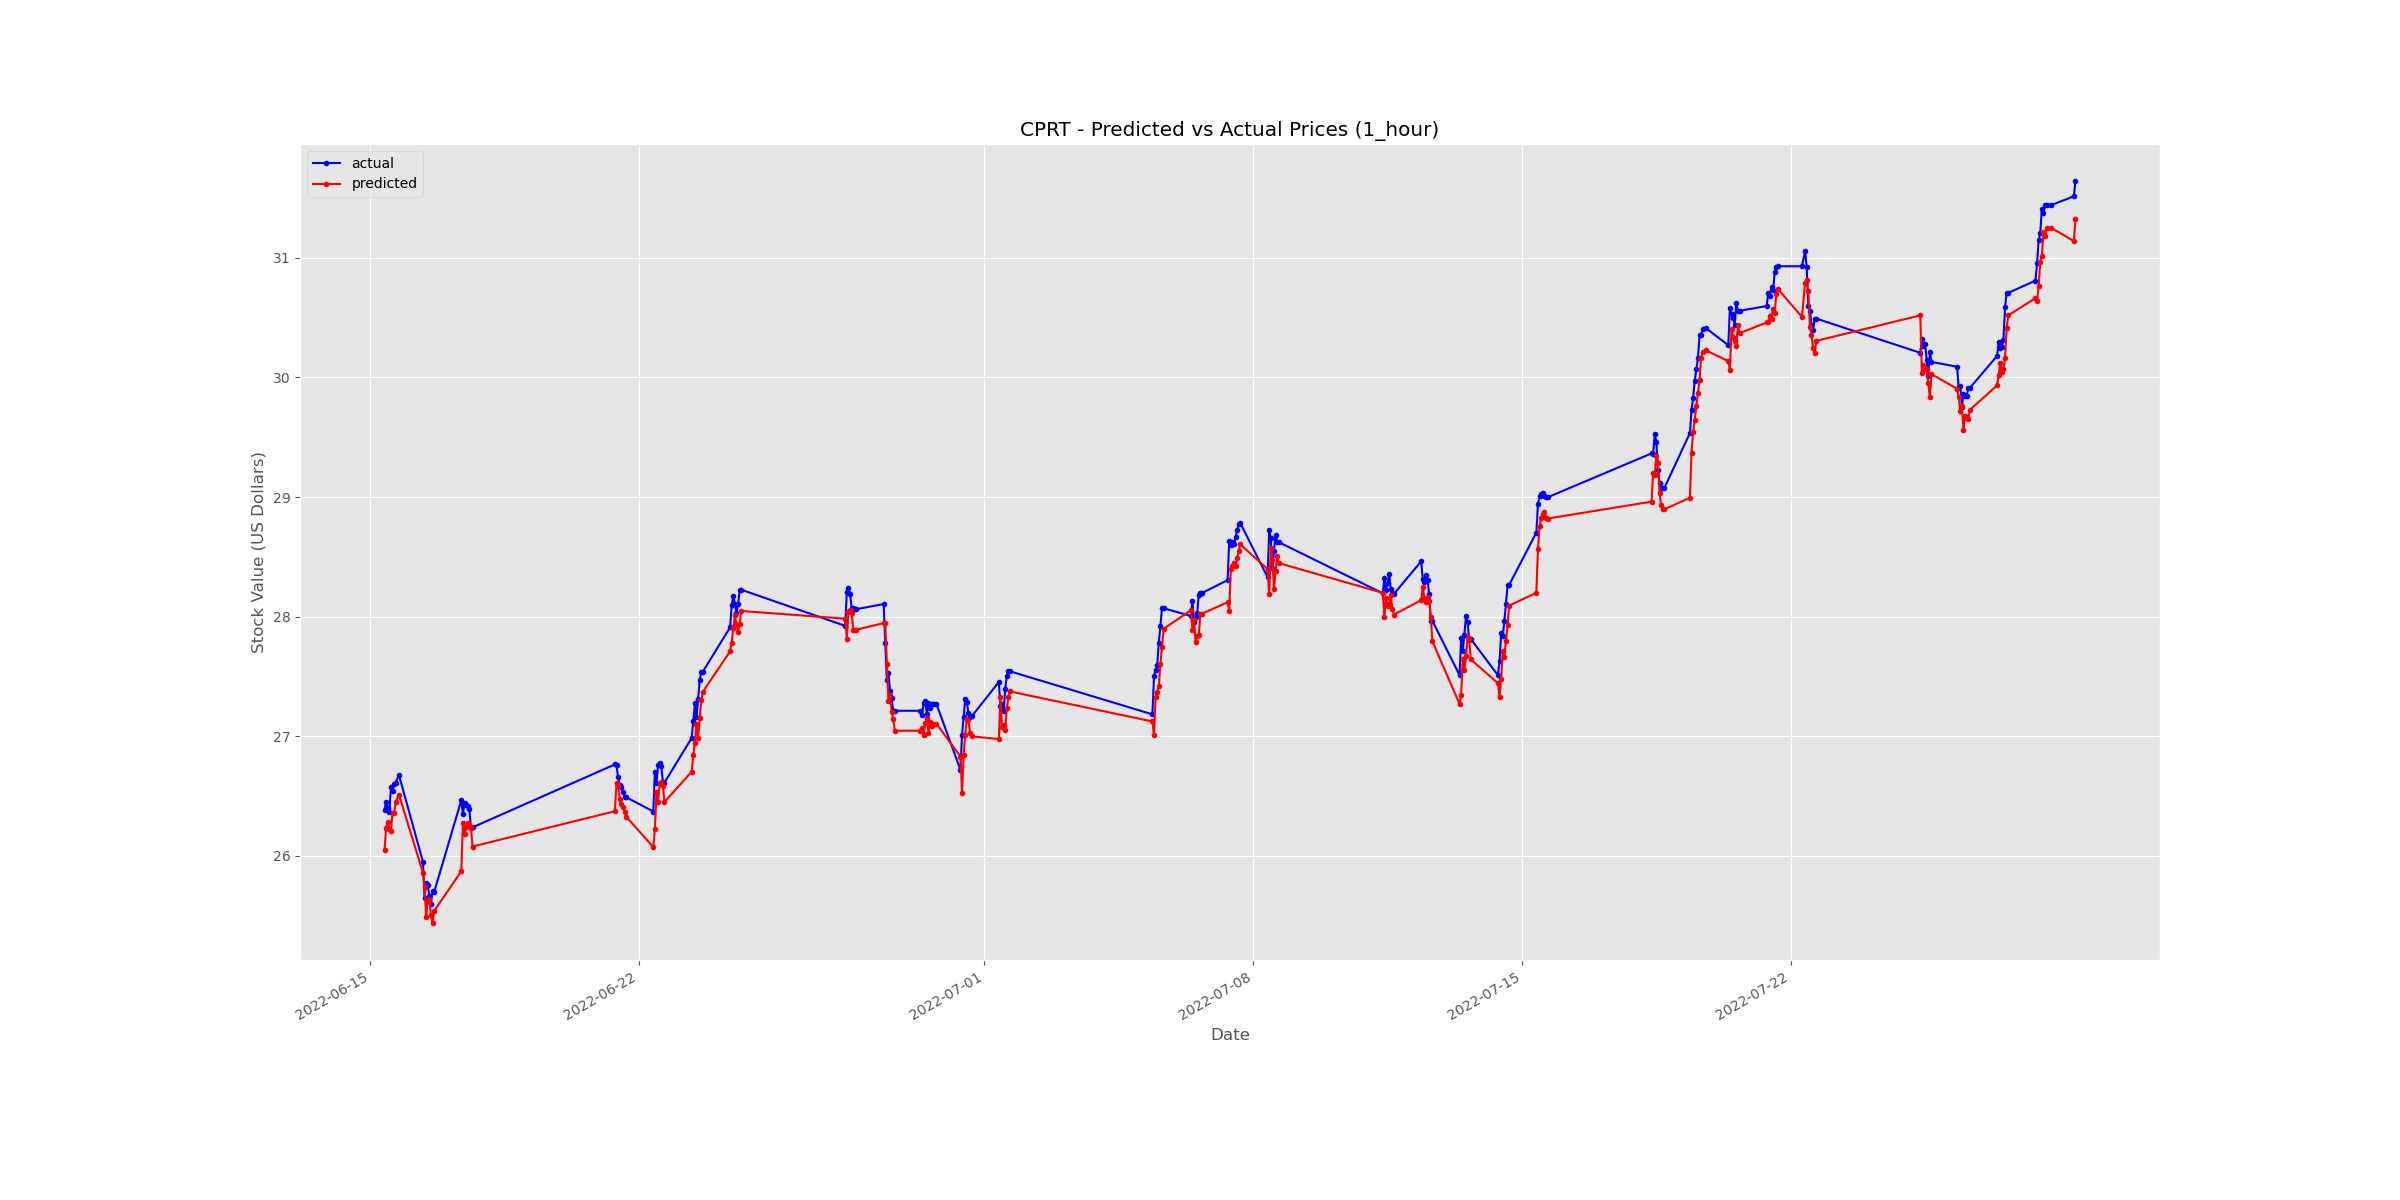 CPRT - Predicted vs Actual Prices (1_hour)
actual
predicted
31
30
29
28
27
26
Stock Value (US Dollars)
2022-06-15
2022-06-22
2022-07-01
2022-07-08
2022-07-15
2022-07-22
Date